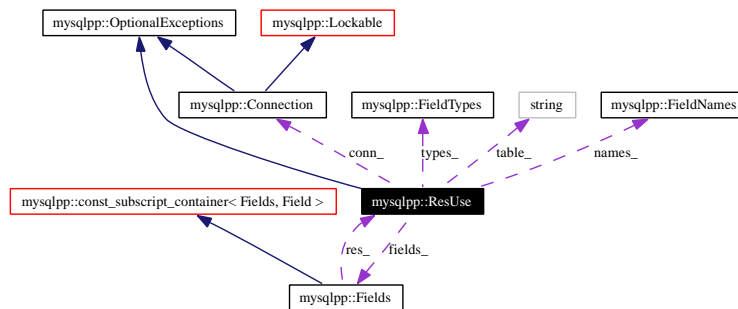 mysqlpp::OptionalExceptions
mysqlpp::Lockable
mysqlpp::Connection
mysqlpp::FieldTypes
string
mysqlpp::FieldNames
conn_
types_
table_
names_
mysqlpp::const_subscript_container< Fields, Field >
mysqlpp::ResUse
res_
fields_
mysqlpp::Fields